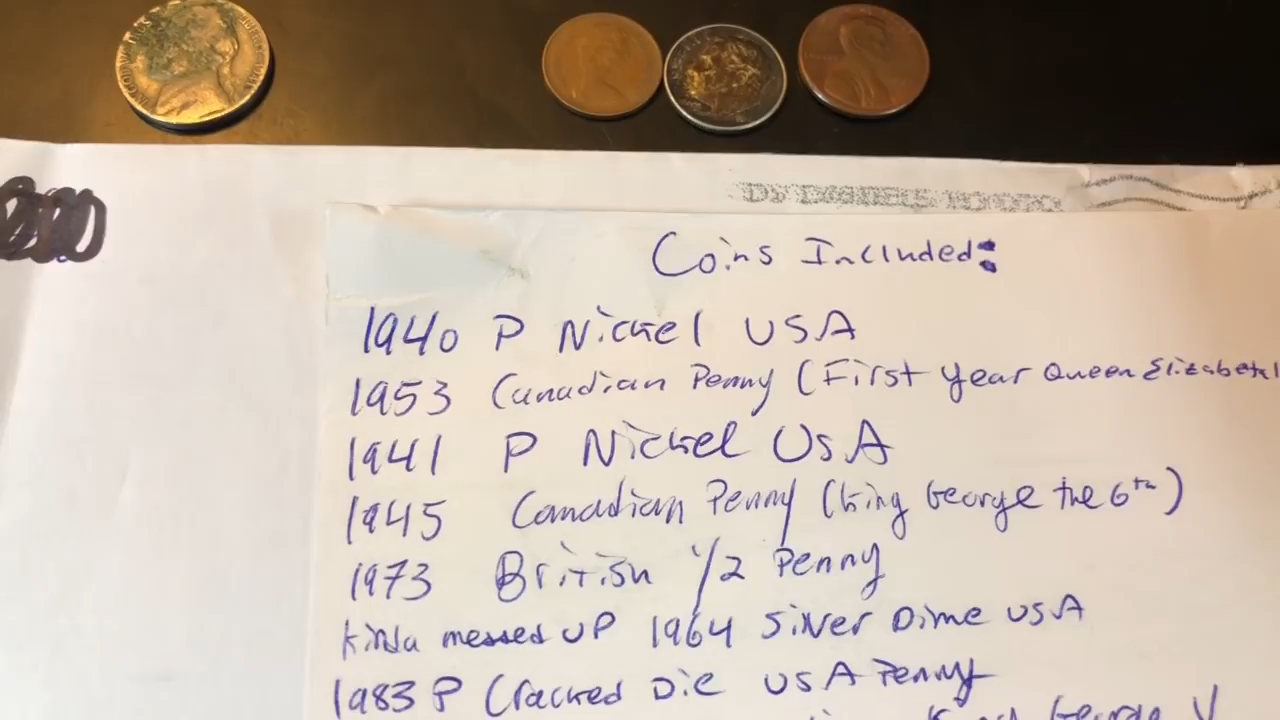 Coins Included:
1940 P Nickel USA
1953 Canadian Penny (First year Queen Elizabeth
1941 P Nickel USA
1945 Canadian Penny (King George the 6th)
1973 British 1/2 Penny
Kinda messed up 1964 Silver Dime USA
1983 P Cracked Die USA Penny
King George V